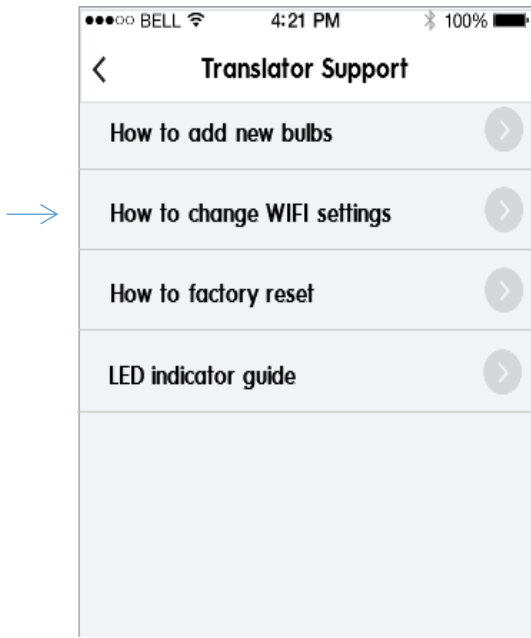 BELL 4:21 PM 100%
Translator Support
How to add new bulbs
How to change WIFI settings
How to factory reset
LED indicator guide